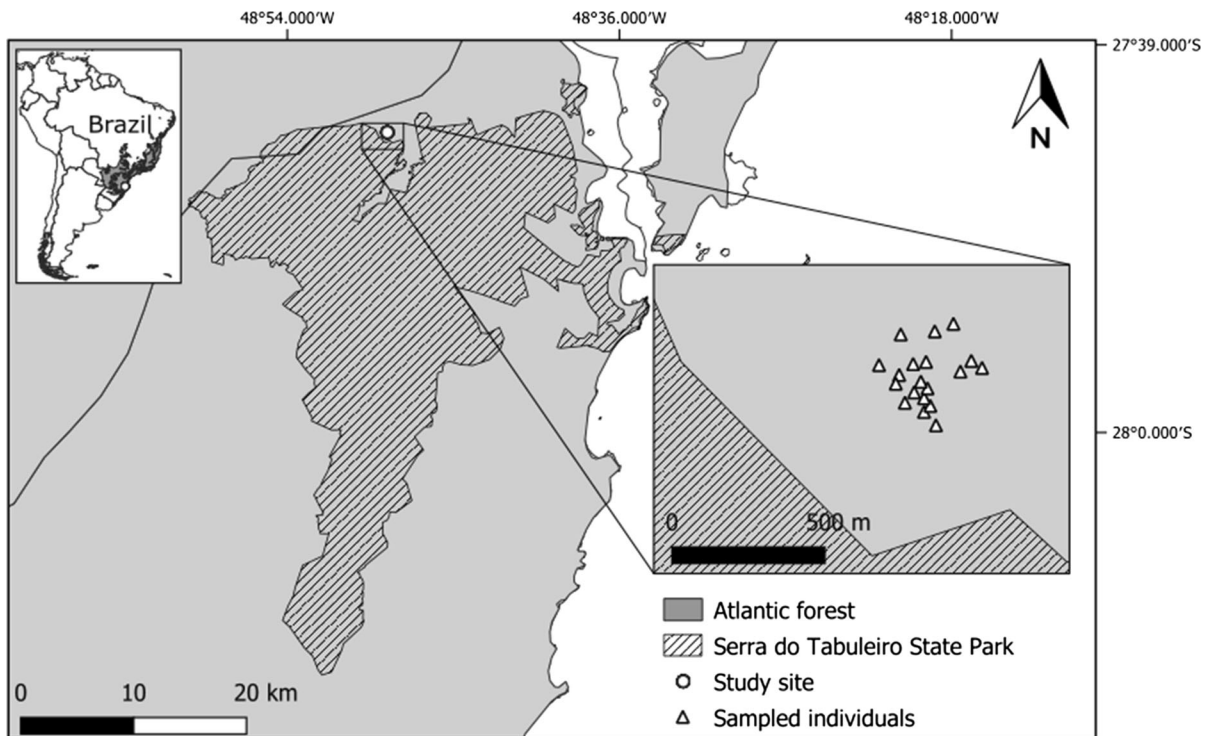 48°54.000'W 48°36.000'W 48°18.000'W
27°39.000'S
Brazil
N
28°0.000'S
0 500 m
Atlantic forest
Serra do Tabuleiro State Park
Study site
Sampled individuals
0 10 20 km